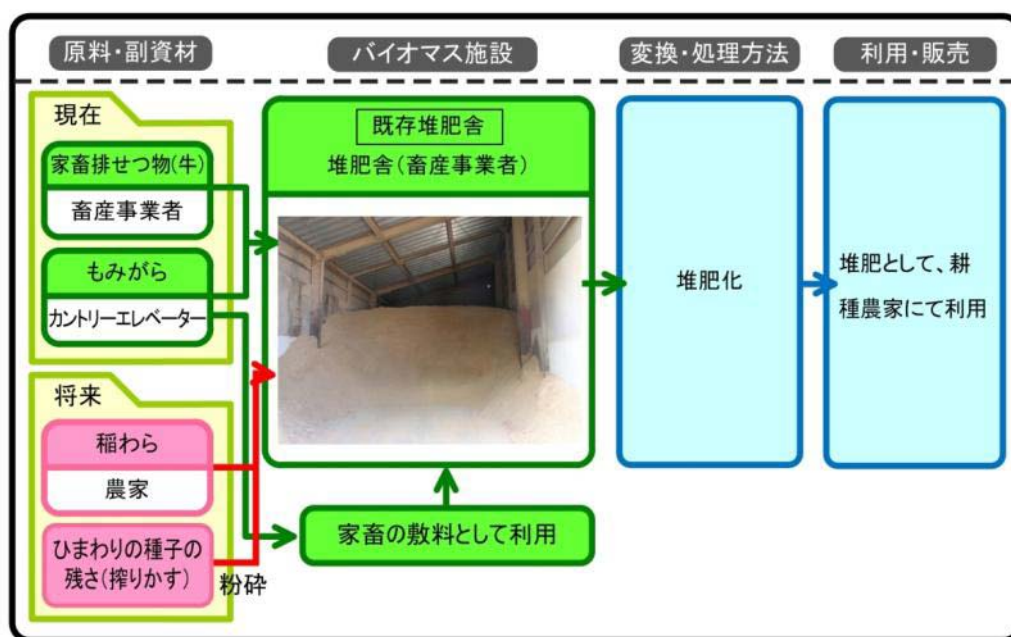 原料・副資材
バイオマス施設
変換・処理方法
利用・販売
現在
家畜排せつ物(牛)
畜産事業者
もみがら
カントリーエレベーター
将来
稲わら
農家
ひまわりの種子の
残さ(搾りかす)
粉砕
既存堆肥舎
堆肥舎(畜産事業者)
家畜の敷料として利用
堆肥化
堆肥として、耕
種農家にて利用